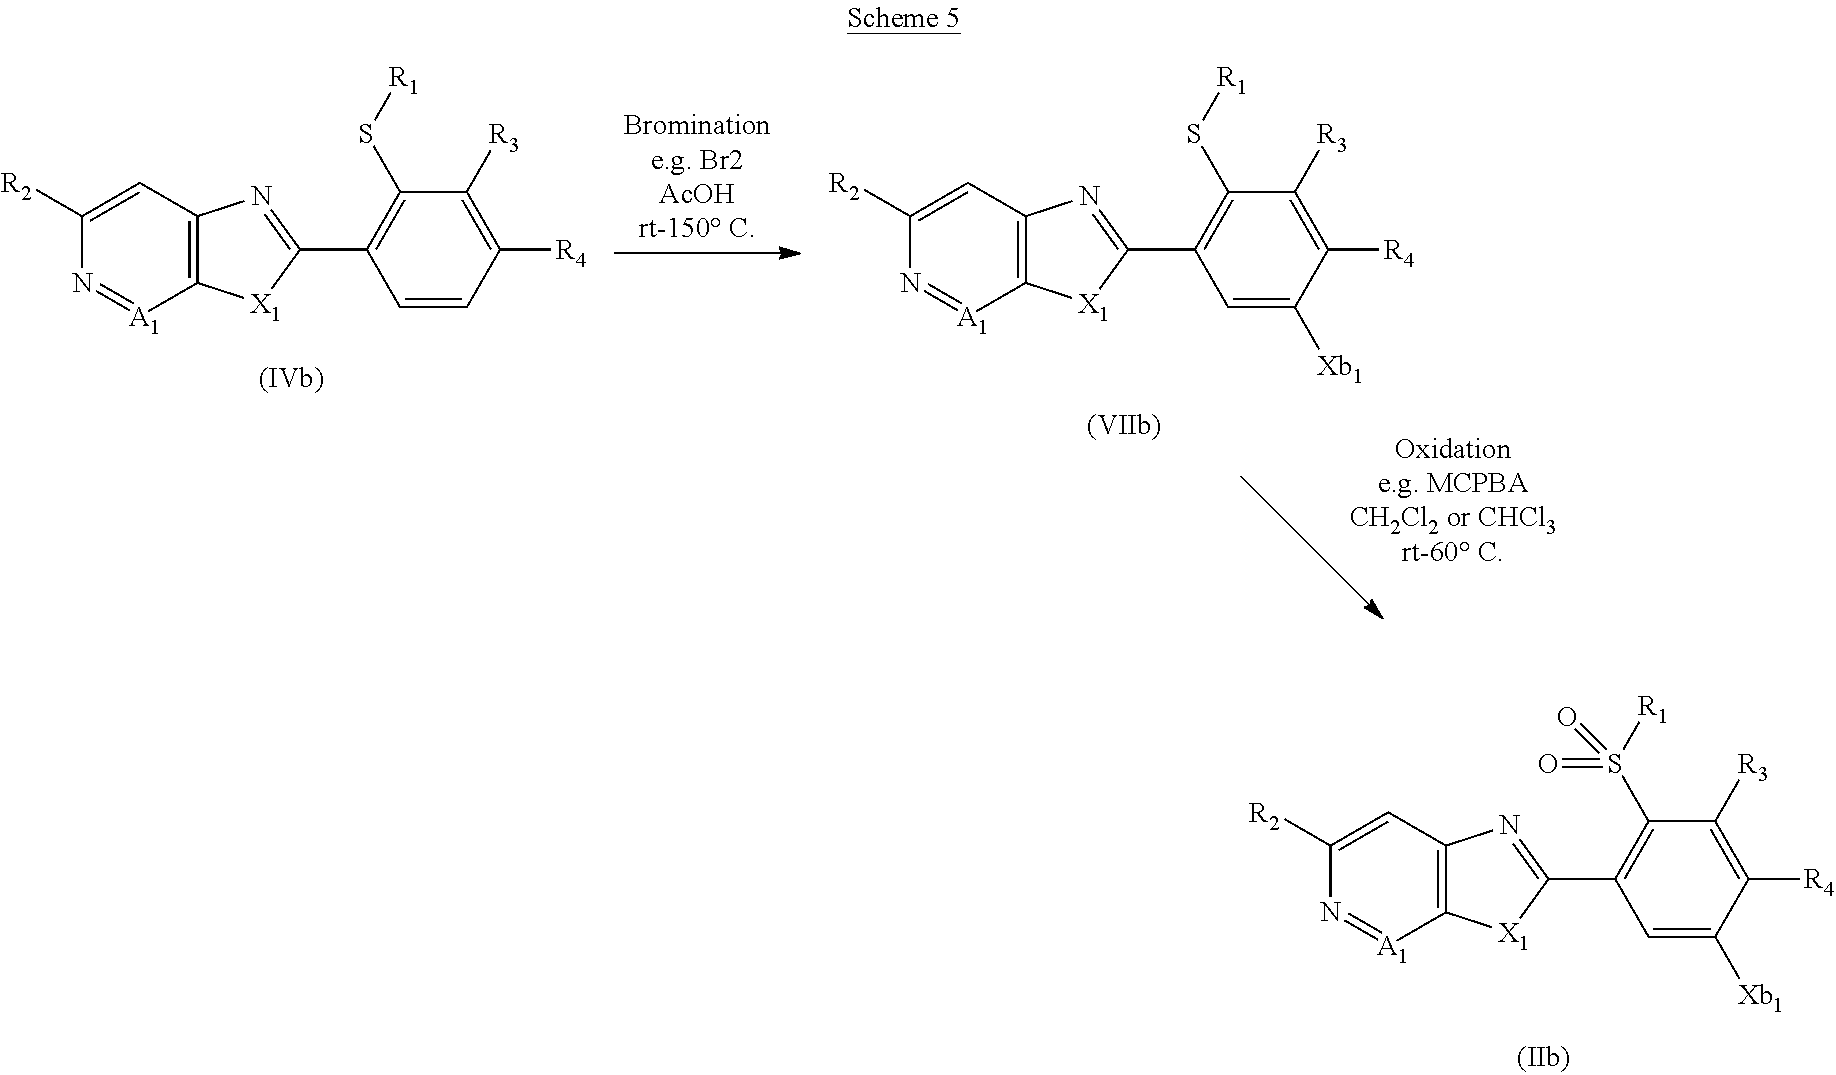 Scheme 5
R1
S
R3
R2
N
R4
N
A1
X1
(IVb)
Bromination
e.g. Br2
AcOH
rt-150° C.
R1
S
R3
R2
N
R4
N
A1
X1
Xb1
(VIIb)
Oxidation
e.g. MCPBA
CH2Cl2 or CHCl3
rt-60° C.
O
R1
O
S
R3
R2
N
R4
N
A1
X1
Xb1
(IIb)